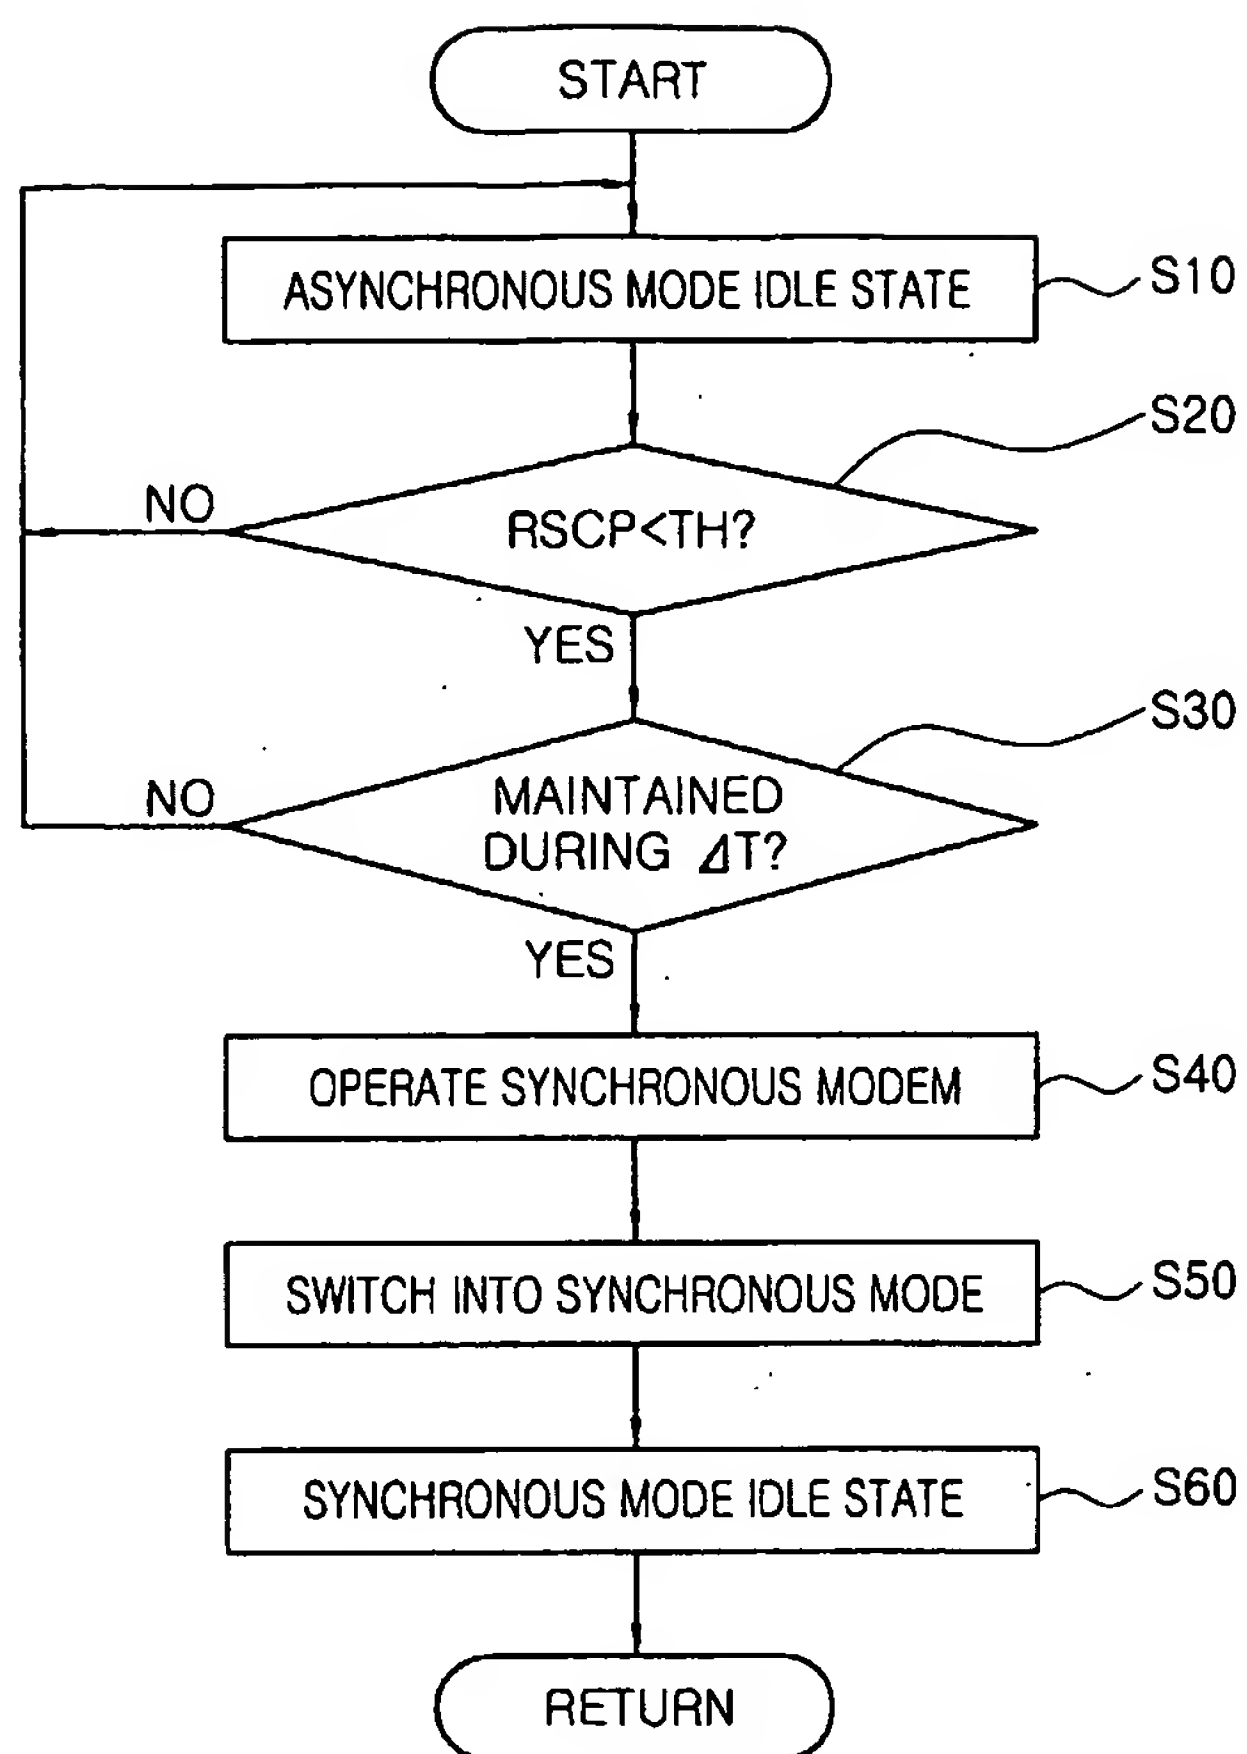 START
ASYNCHRONOUS MODE IDLE STATE
S10
S20
NO
RSCP<TH?
YES
S30
NO
MAINTAINED
DURING ⊿T?
YES
OPERATE SYNCHRONOUS MODEM
S40
SWITCH INTO SYNCHRONOUS MODE
S50
SYNCHRONOUS MODE IDLE STATE
S60
RETURN